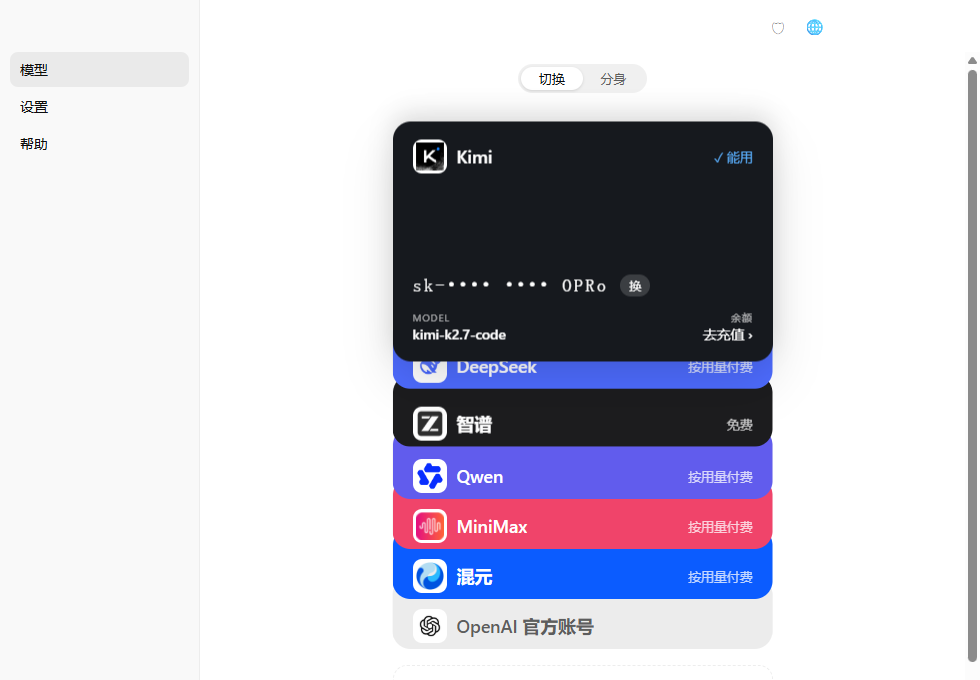 模型
设置
帮助
切换 分身
Kimi ✓ 能用
sk-•••• •••• OPRo 换
MODEL 余额
kimi-k2.7-code 去充值 ›
DeepSeek 按用量付费
智谱 免费
Qwen 按用量付费
MiniMax 按用量付费
混元 按用量付费
OpenAI 官方账号